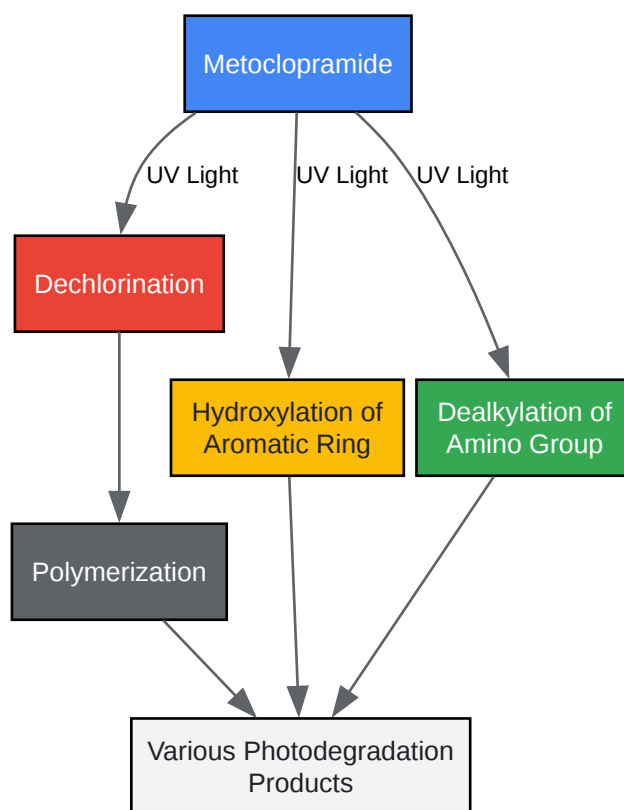 Metoclopramide
UV Light
UV Light
UV Light
Dechlorination
Hydroxylation of
Aromatic Ring
Dealkylation of
Amino Group
Polymerization
Various Photodegradation
Products